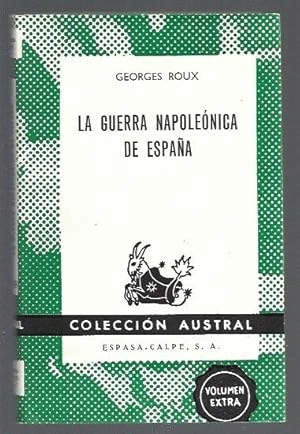 GEORGES ROUX
LA GUERRA NAPOLEÓNICA
DE ESPAÑA
COLECCIÓN AUSTRAL
ESPASA-CALPE, S. A.
VOLUMEN
EXTRA